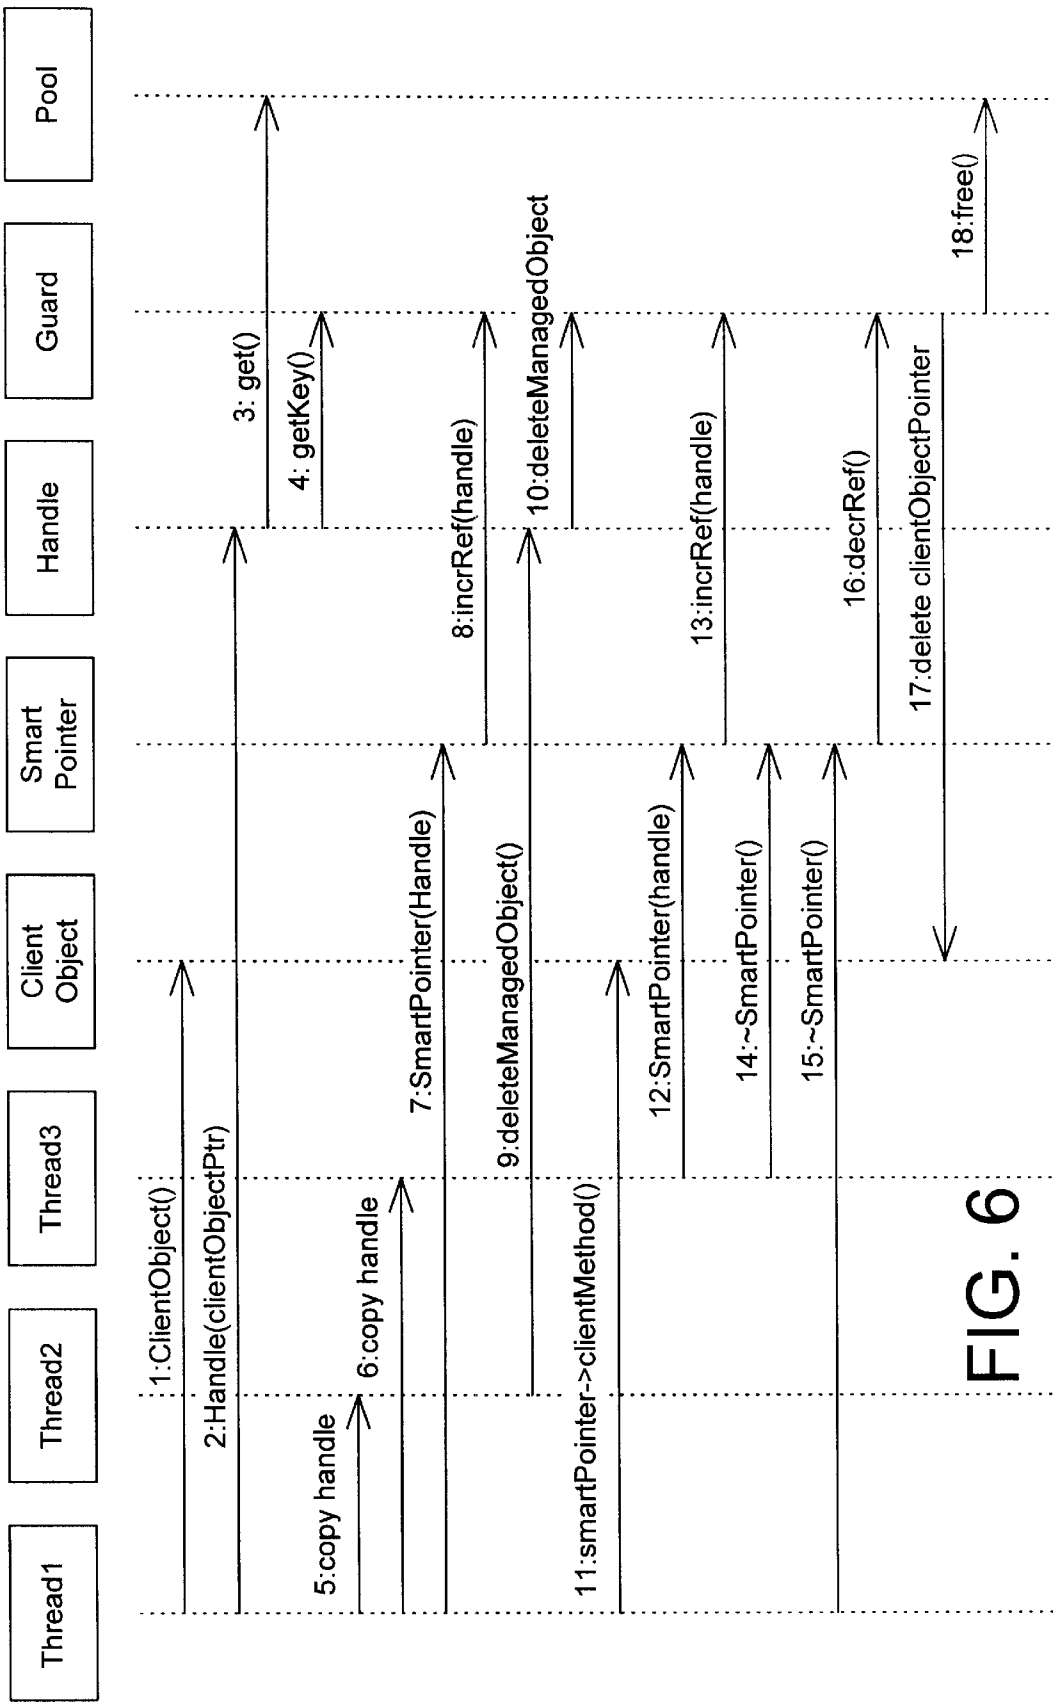 Thread1
Thread2
Thread3
Client
Object
Smart
Pointer
Handle
Guard
Pool
1:ClientObject()
2:Handle(clientObjectPtr)
3: get()
4: getKey()
5:copy handle
6:copy handle
7:SmartPointer(Handle)
8:incrRef(handle)
9:deleteManagedObject()
10:deleteManagedObject
11:smartPointer->clientMethod()
12:SmartPointer(handle)
13:incrRef(handle)
14:~SmartPointer()
15:~SmartPointer()
16:decrRef()
17:delete clientObjectPointer
18:free()
FIG. 6